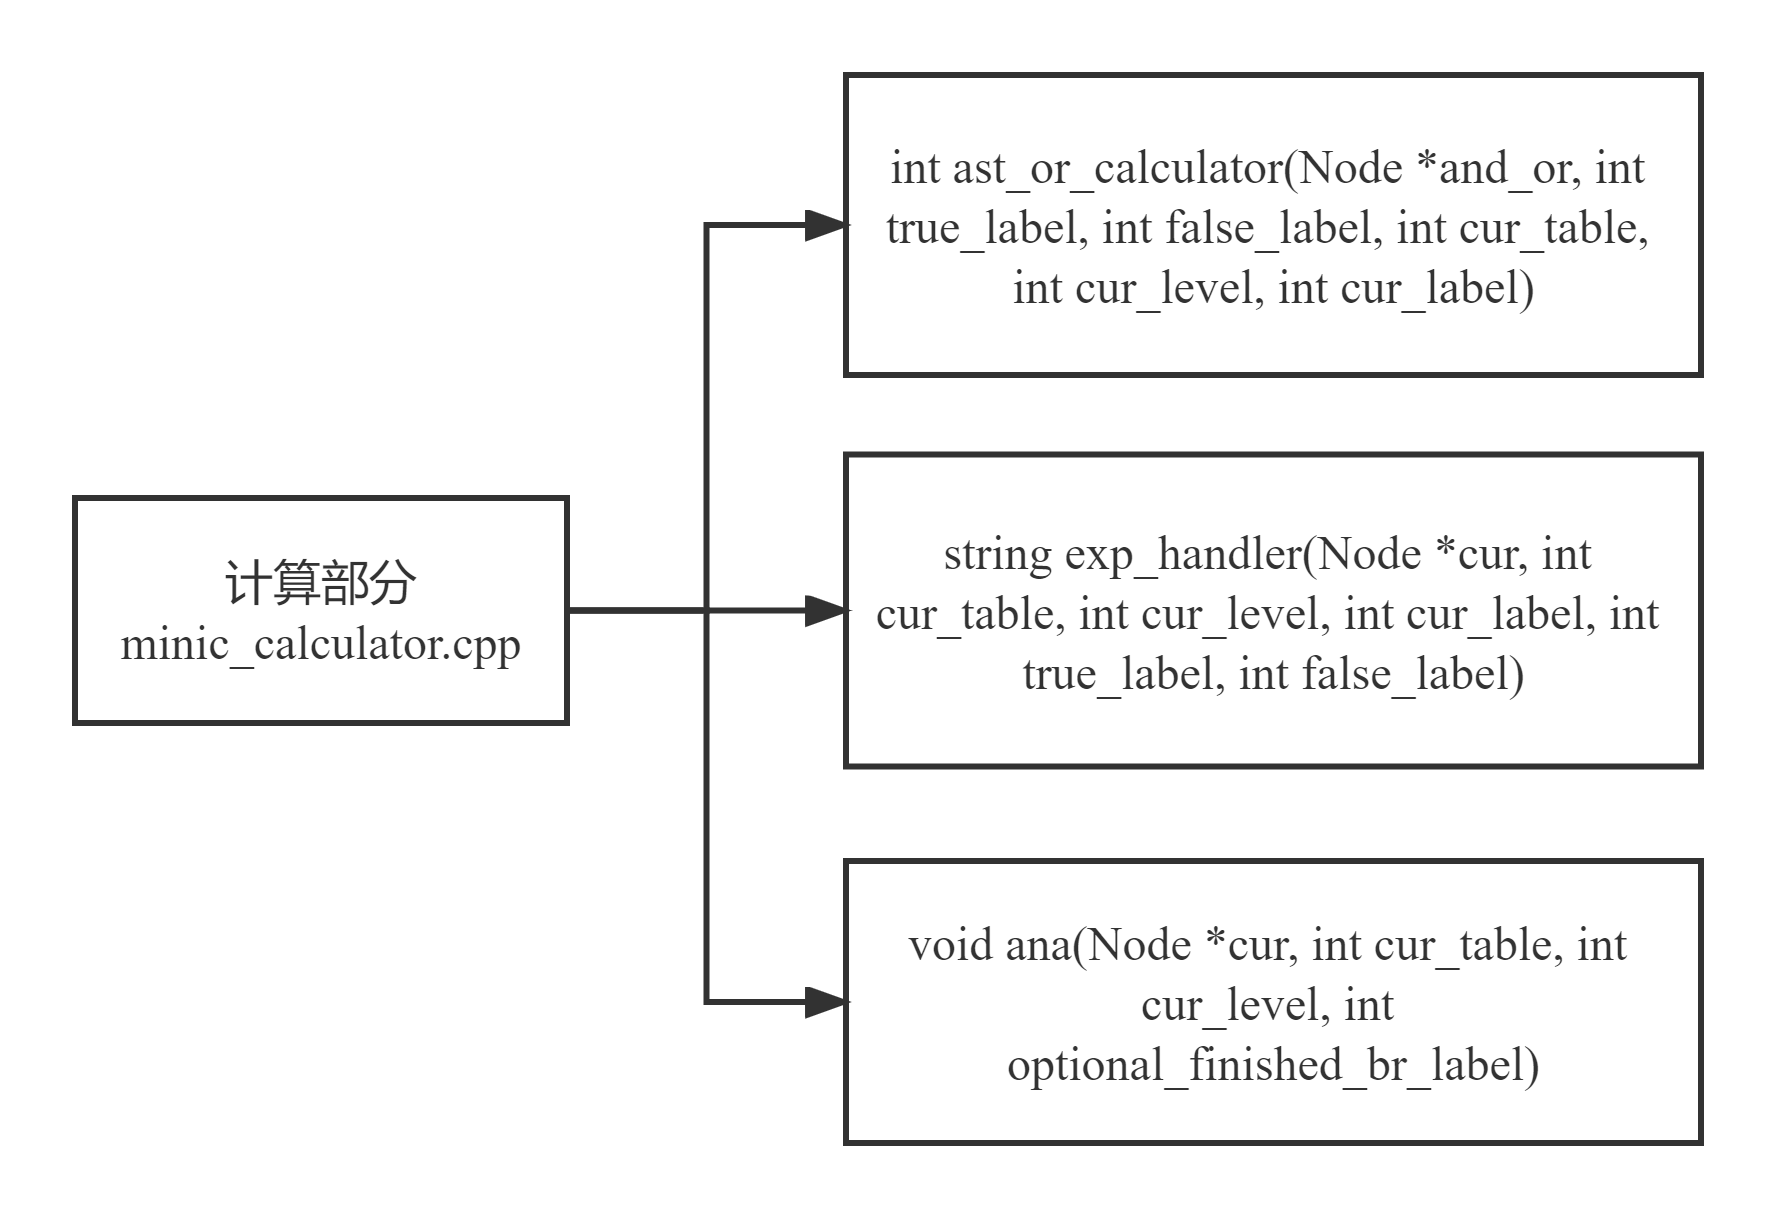 计算部分
minic_calculator.cpp
int ast_or_calculator(Node *and_or, int
true_label, int false_label, int cur_table,
int cur_level, int cur_label)
string exp_handler(Node *cur, int
cur_table, int cur_level, int cur_label, int
true_label, int false_label)
void ana(Node *cur, int cur_table, int
cur_level, int
optional_finished_br_label)